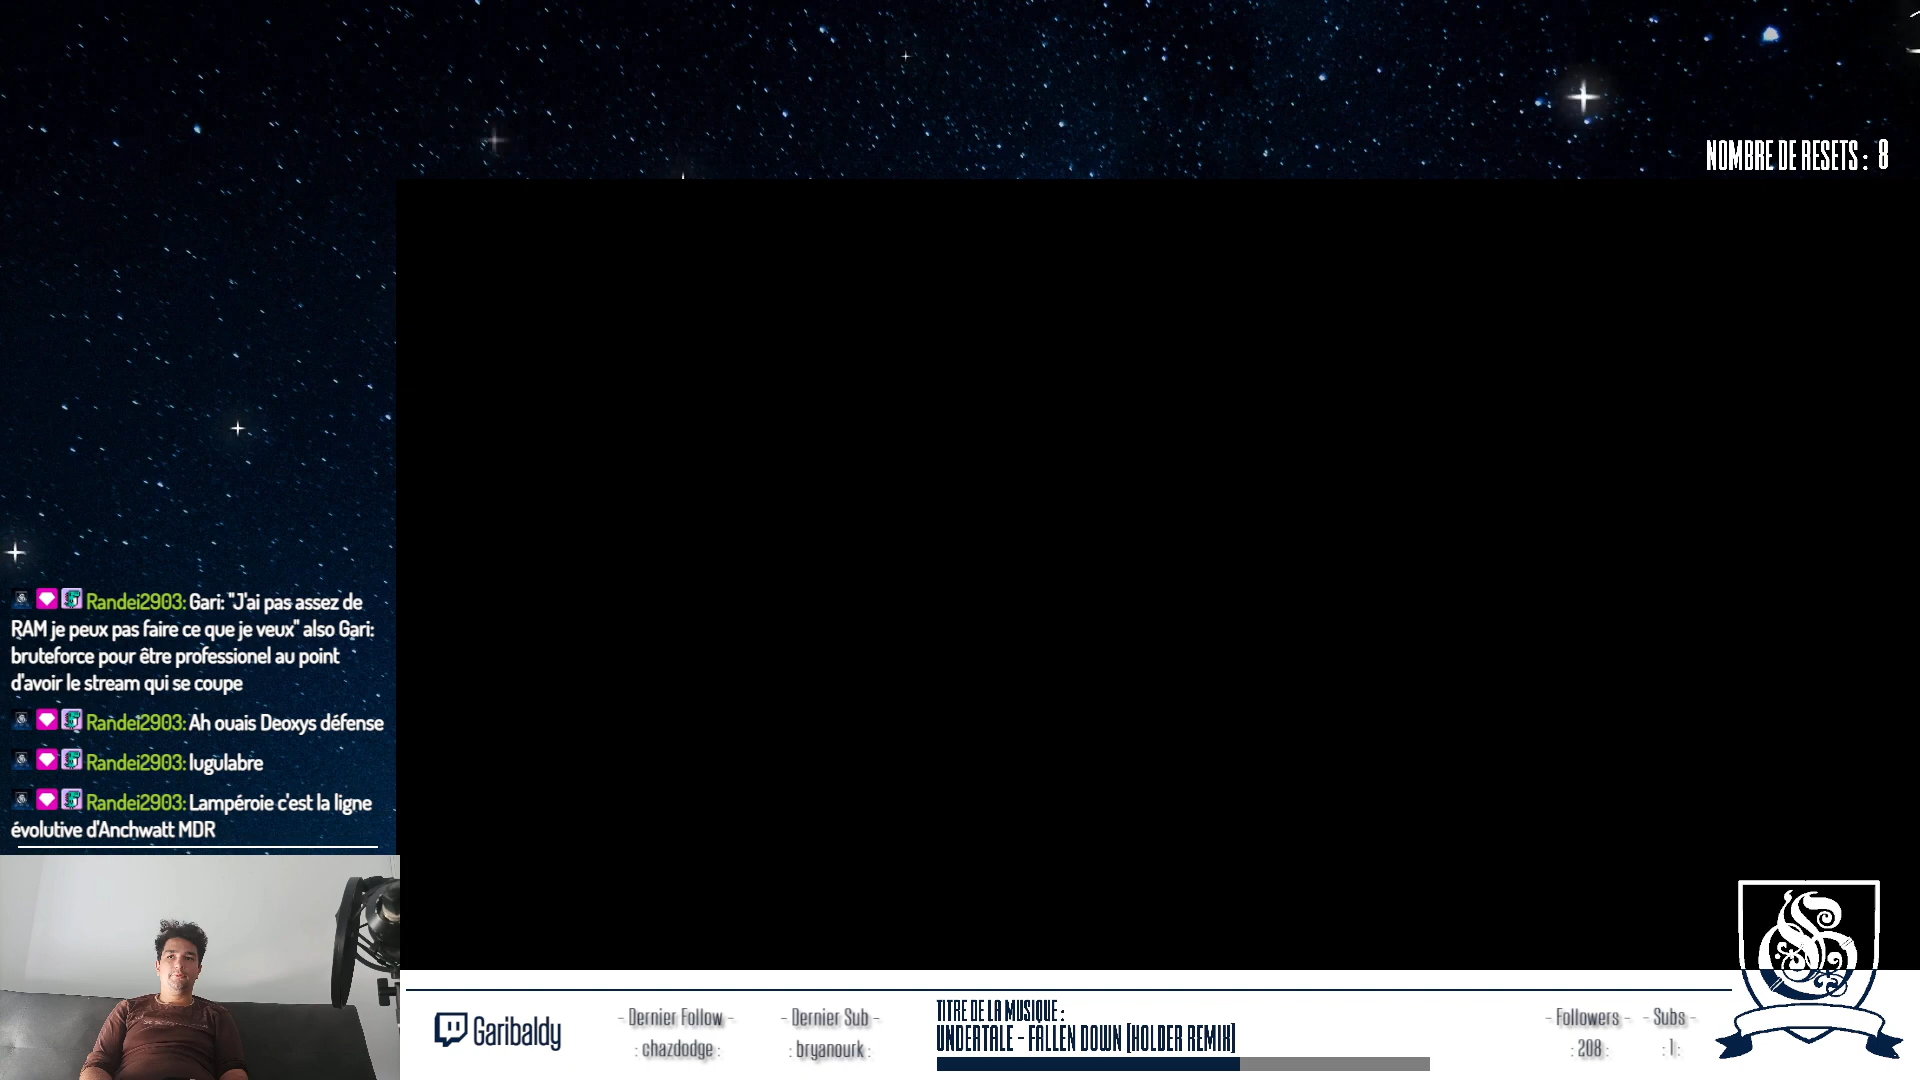 NOMBRE DE RESETS : 8
Randei2903: Gari: "J'ai pas assez de
RAM je peux pas faire ce que je veux" also Gari:
bruteforce pour être professionel au point
d'avoir le stream qui se coupe
Randei2903: Ah ouais Deoxys défense
Randei2903: lugulabre
Randei2903: Lampéroie c'est la ligne
évolutive d'Anchwatt MDR
Garibaldy
- Dernier Follow -
: chazdodge :
- Dernier Sub -
: bryanourk :
TITRE DE LA MUSIQUE :
UNDERTALE - FALLEN DOWN [HOLDER REMIX]
- Followers -
: 208 :
- Subs -
: 1 :